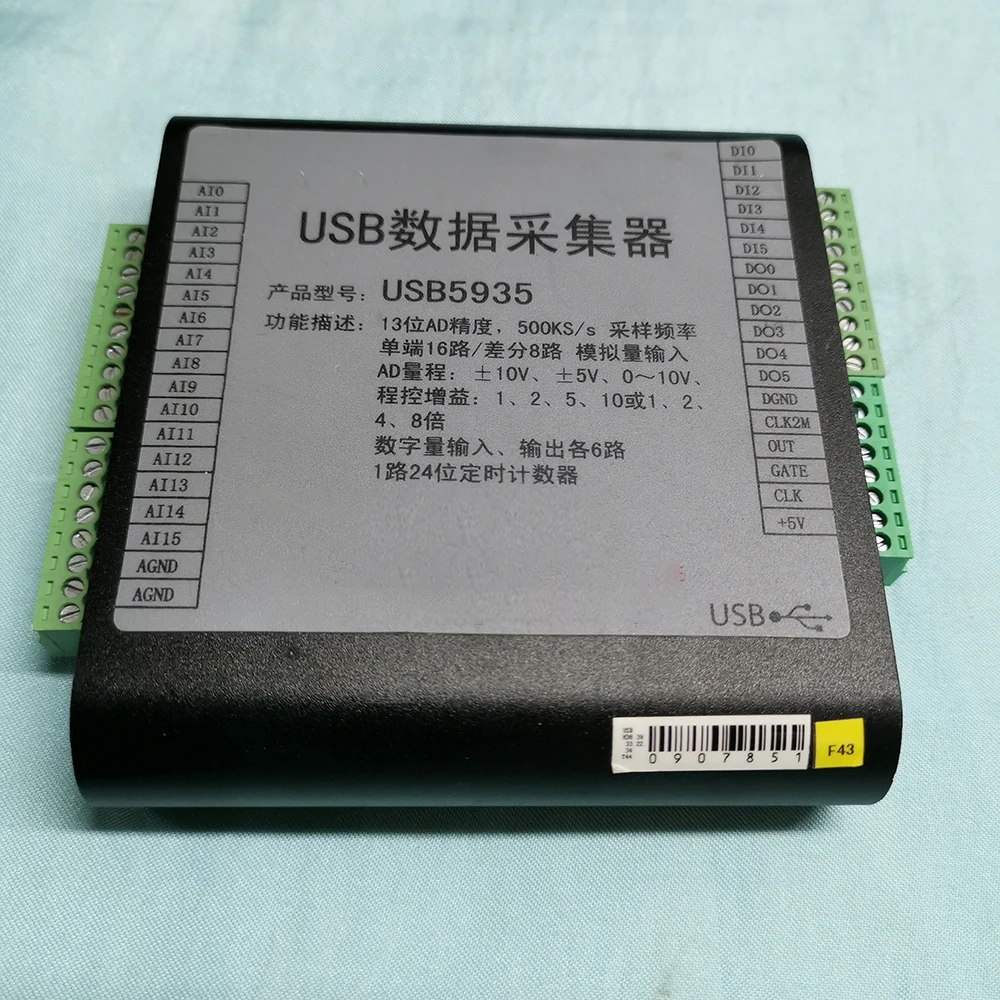 USB数据采集器
产品型号：USB5935
功能描述：13位AD精度，500KS/s 采样频率
单端16路/差分8路 模拟量输入
AD量程：±10V、±5V、0～10V、
程控增益：1、2、5、10或1、2、
4、8倍
数字量输入、输出各6路
1路24位定时计数器
AI0
AI1
AI2
AI3
AI4
AI5
AI6
AI7
AI8
AI9
AI10
AI11
AI12
AI13
AI14
AI15
AGND
AGND
DI0
DI1
DI2
DI3
DI4
DI5
DO0
DO1
DO2
DO3
DO4
DO5
DGND
CLK2M
OUT
GATE
CLK
+5V
USB
0907851
F43